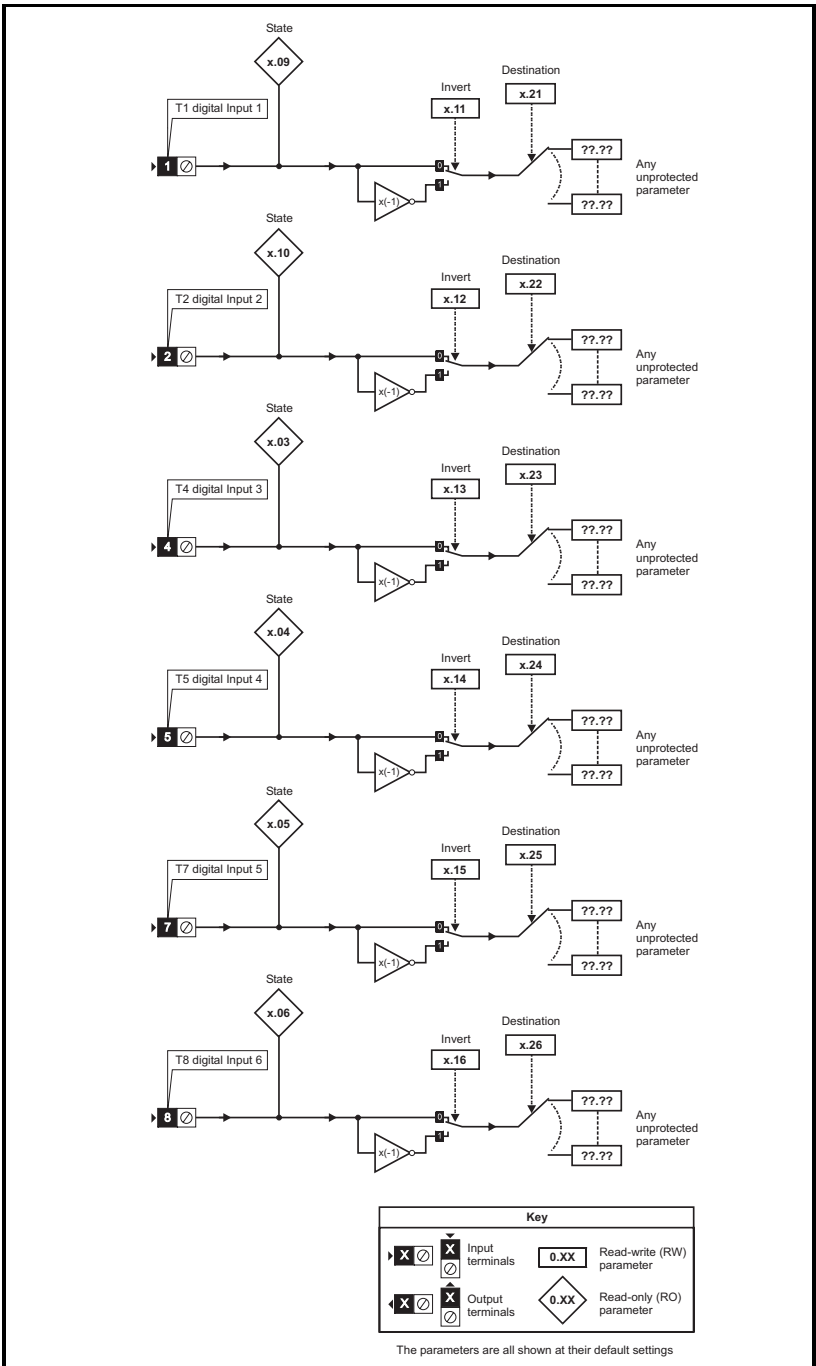 State
x.09
Destination
Invert
x.21
x.11
T1 digital Input 1
??.??
0
1
Any
unprotected
parameter
1
x(-1)
??.??
State
x.10
Destination
Invert
x.22
x.12
T2 digital Input 2
??.??
0
2
Any
unprotected
parameter
1
x(-1)
??.??
State
x.03
Destination
Invert
x.23
x.13
T4 digital Input 3
??.??
0
4
Any
unprotected
parameter
1
x(-1)
??.??
State
x.04
Destination
Invert
x.24
x.14
T5 digital Input 4
??.??
0
5
Any
unprotected
parameter
1
x(-1)
??.??
State
x.05
Destination
Invert
x.25
x.15
T7 digital Input 5
??.??
0
7
Any
unprotected
parameter
1
x(-1)
??.??
State
x.06
Destination
Invert
x.26
x.16
T8 digital Input 6
??.??
0
8
Any
unprotected
parameter
1
x(-1)
??.??
Key
X
X
Input
terminals
0.XX
Read-write (RW)
parameter
X
X
Output
terminals
0.XX
Read-only (RO)
parameter
The parameters are all shown at their default settings